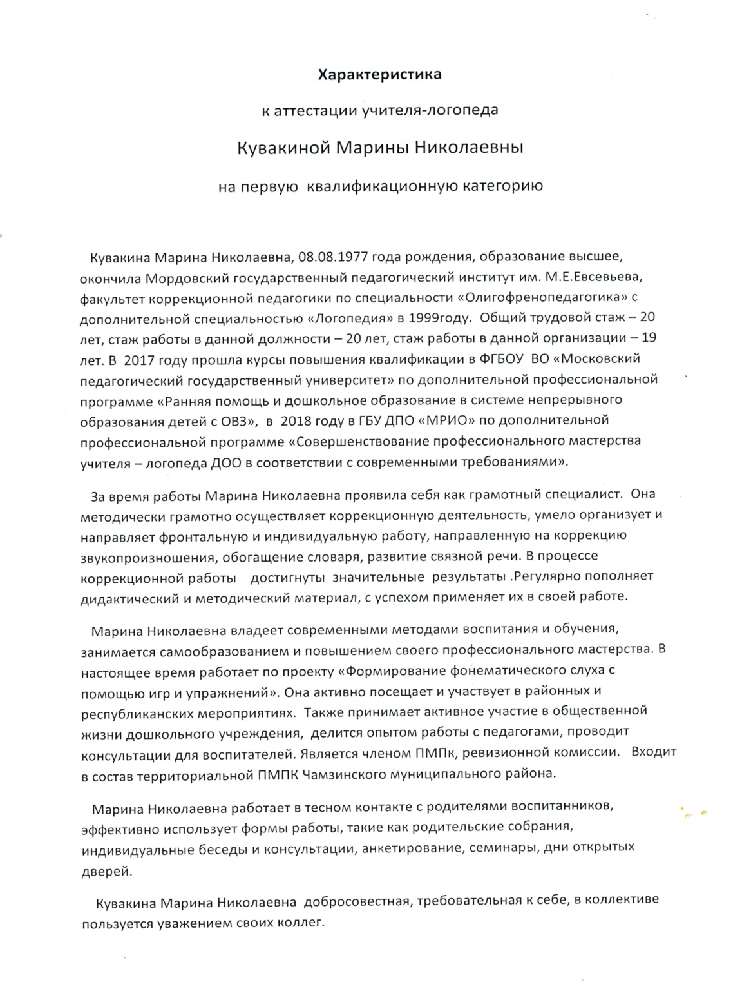 Характеристика
к аттестации учителя-логопеда
Кувакиной Марины Николаевны
на первую  квалификационную категорию
Кувакина Марина Николаевна, 08.08.1977 года рождения, образование высшее,
окончила Мордовский государственный педагогический институт им. М.Е.Евсевьева,
факультет коррекционной педагогики по специальности «Олигофренопедагогика» с
дополнительной специальностью «Логопедия» в 1999году.  Общий трудовой стаж – 20
лет, стаж работы в данной должности – 20 лет, стаж работы в данной организации – 19
лет. В  2017 году прошла курсы повышения квалификации в ФГБОУ  ВО «Московский
педагогический государственный университет» по дополнительной профессиональной
программе «Ранняя помощь и дошкольное образование в системе непрерывного
образования детей с ОВЗ»,  в  2018 году в ГБУ ДПО «МРИО» по дополнительной
профессиональной программе «Совершенствование профессионального мастерства
учителя – логопеда ДОО в соответствии с современными требованиями».
За время работы Марина Николаевна проявила себя как грамотный специалист.  Она
методически грамотно осуществляет коррекционную деятельность, умело организует и
направляет фронтальную и индивидуальную работу, направленную на коррекцию
звукопроизношения, обогащение словаря, развитие связной речи. В процессе
коррекционной работы    достигнуты  значительные  результаты .Регулярно пополняет
дидактический и методический материал, с успехом применяет их в своей работе.
Марина Николаевна владеет современными методами воспитания и обучения,
занимается самообразованием и повышением своего профессионального мастерства. В
настоящее время работает по проекту «Формирование фонематического слуха с
помощью игр и упражнений». Она активно посещает и участвует в районных и
республиканских мероприятиях.  Также принимает активное участие в общественной
жизни дошкольного учреждения,  делится опытом работы с педагогами, проводит
консультации для воспитателей. Является членом ПМПк, ревизионной комиссии.   Входит
в состав территориальной ПМПК Чамзинского муниципального района.
Марина Николаевна работает в тесном контакте с родителями воспитанников,
эффективно использует формы работы, такие как родительские собрания,
индивидуальные беседы и консультации, анкетирование, семинары, дни открытых
дверей.
Кувакина Марина Николаевна  добросовестная, требовательная к себе, в коллективе
пользуется уважением своих коллег.